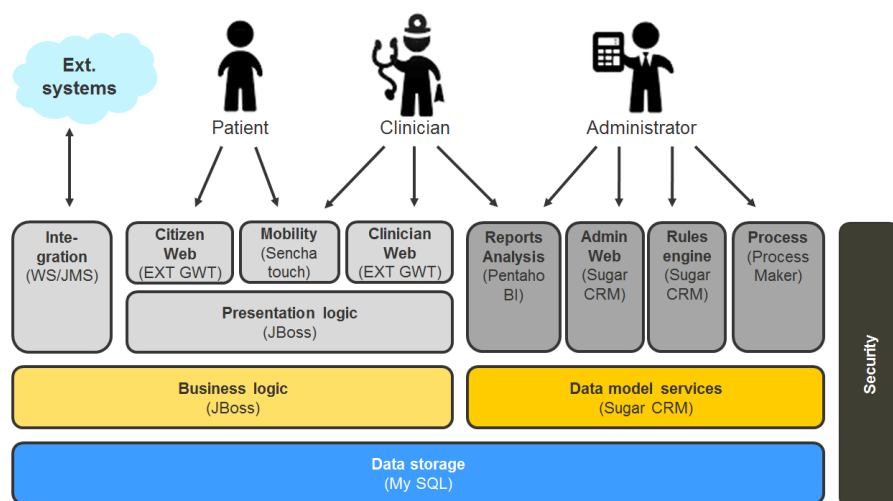 Ext.
systems
Patient
Clinician
Administrator
Inte-
gration
(WS/JMS)
Citizen
Web
(EXT GWT)
Mobility
(Sencha
touch)
Clinician
Web
(EXT GWT)
Reports
Analysis
(Pentaho
BI)
Admin
Web
(Sugar
CRM)
Rules
engine
(Sugar
CRM)
Process
(Process
Maker)
Presentation logic
(JBoss)
Business logic
(JBoss)
Data model services
(Sugar CRM)
Data storage
(My SQL)
Security